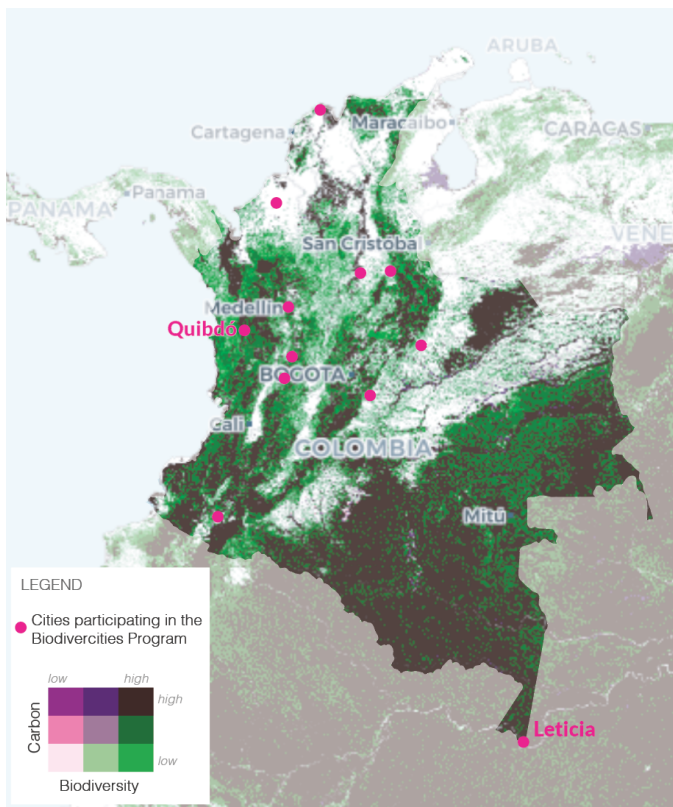 ARUBA
Cartagena
Maracaibo
CARACAS
Panama
PANAMA
San Cristobal
VENE
Medellin
Quibdó
BOGOTA
Cali
COLOMBIA
Mitú
LEGEND
Cities participating in the
Biodivercities Program
low
high
high
Carbon
low
Biodiversity
Leticia